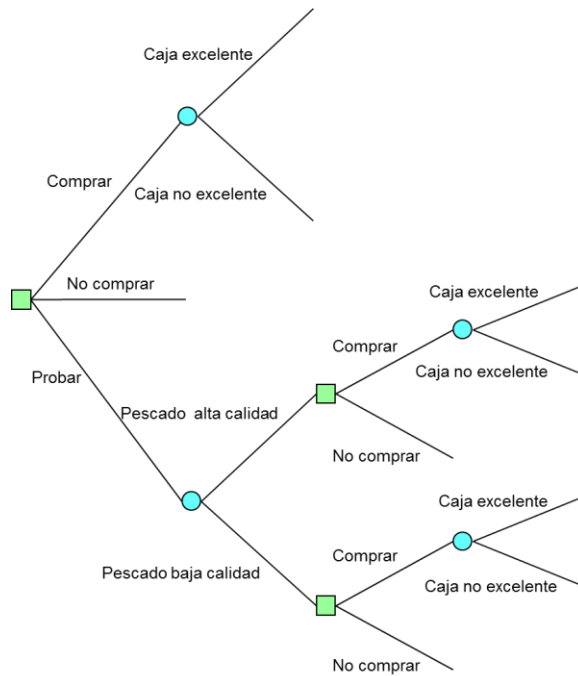 Caja excelente
Comprar
Caja no excelente
No comprar
Probar
Caja excelente
Comprar
Caja no excelente
Pescado alta calidad
No comprar
Caja excelente
Comprar
Pescado baja calidad
Caja no excelente
No comprar